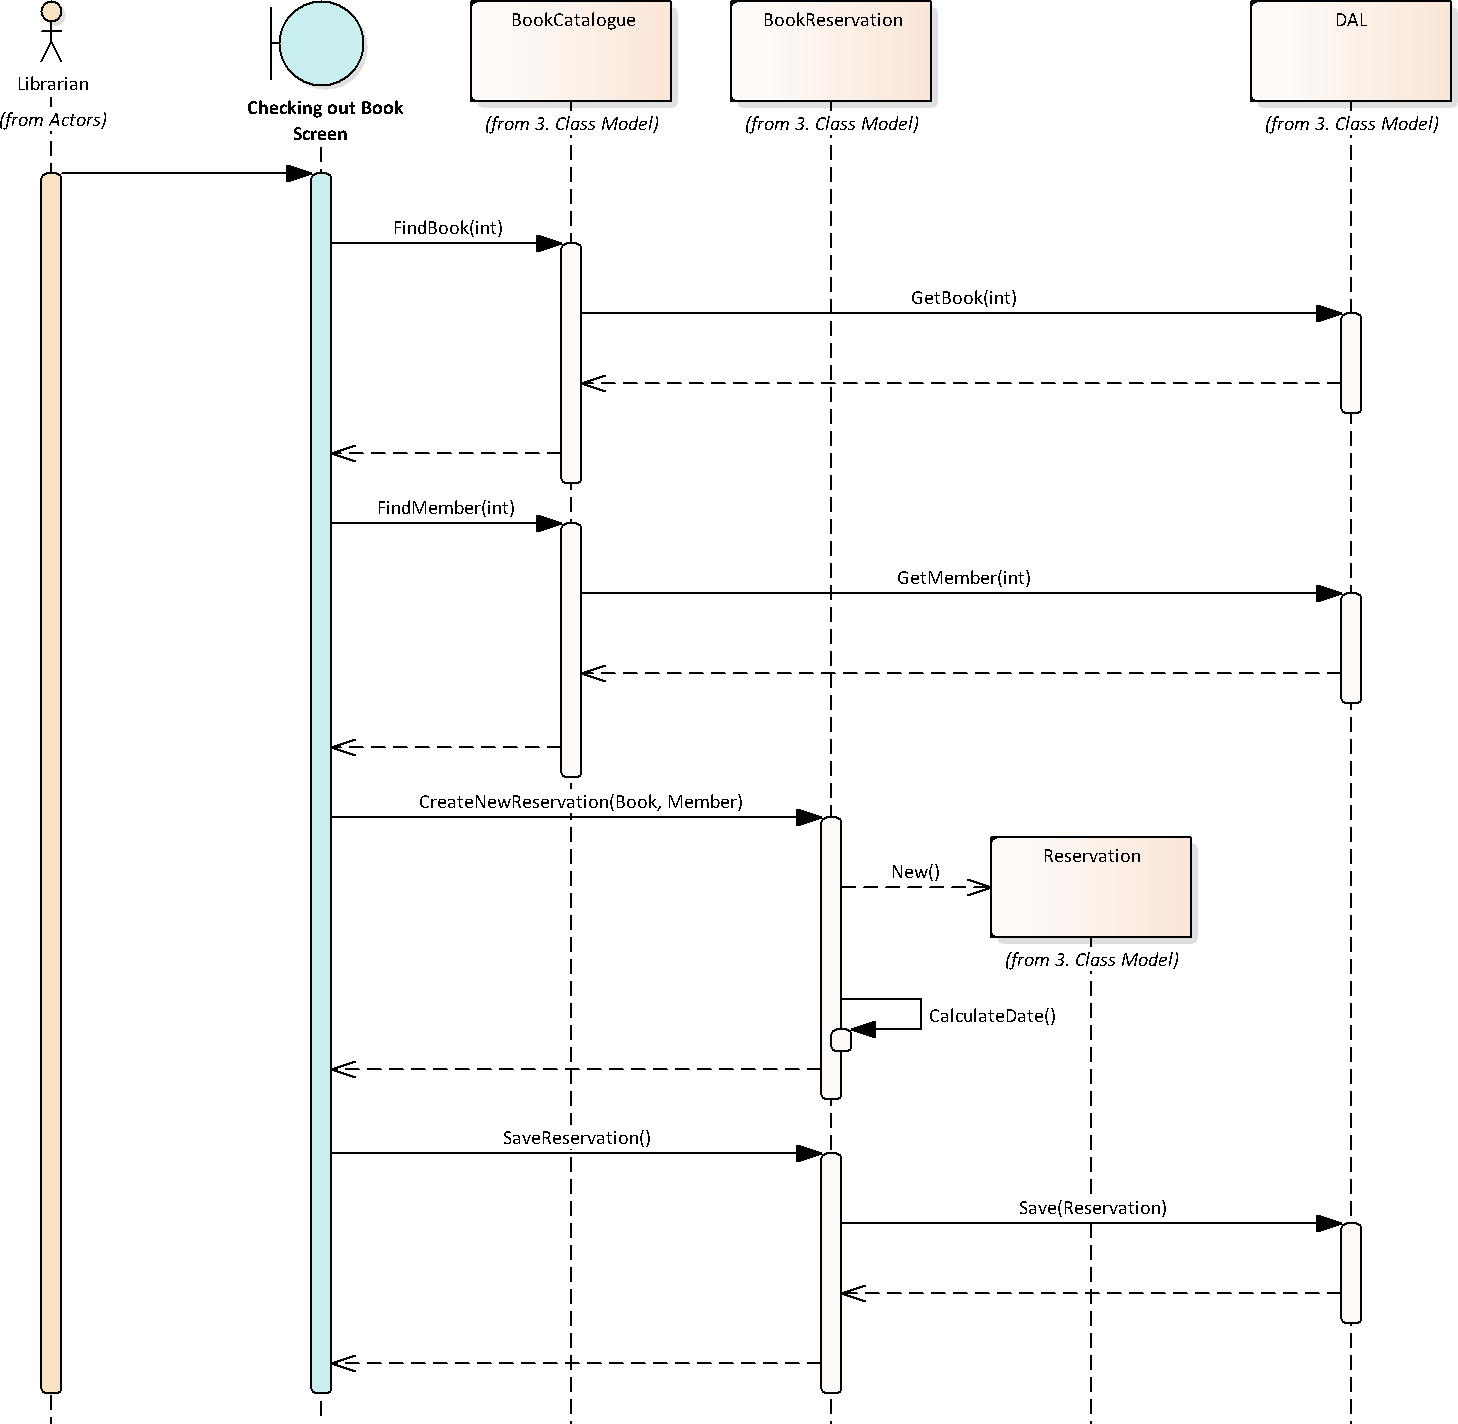 BookCatalogue
BookReservation
DAL
Librarian
(from Actors)
Checking out Book
Screen
(from 3. Class Model)
(from 3. Class Model)
(from 3. Class Model)
FindBook(int)
GetBook(int)
FindMember(int)
GetMember(int)
CreateNewReservation(Book, Member)
Reservation
New()
(from 3. Class Model)
CalculateDate()
SaveReservation()
Save(Reservation)